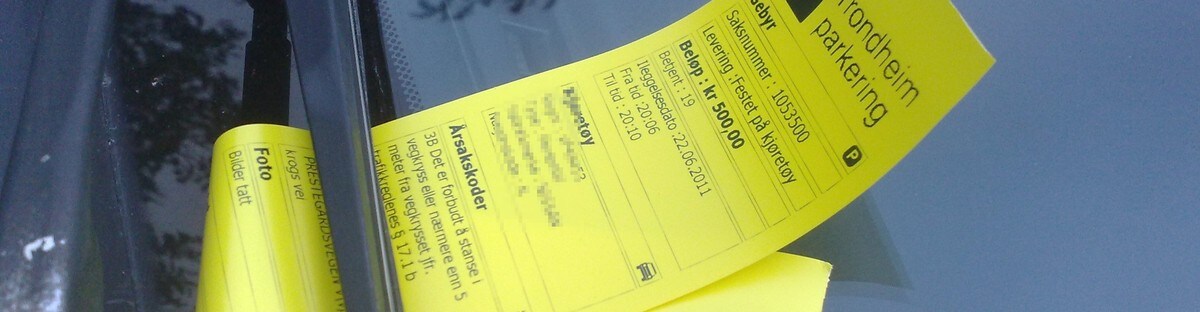 Trondheim
parkering
P
Saksnummer : 1053500
Levering :Festet på kjøretøy
Beløp : kr 500,00
Betjent : 19
Ileggelsesdato :22.06.2011
Fra tid :20:06
Til tid : 20:10
Kjøretøy
Årsakskoder
3B Det er forbudt å stanse i
vegkryss eller nærmere enn 5
meter fra vegkrysset jfr.
trafikkreglenes § 17.1 b
PRESTEGÅRDSVEGEN
krogs vei
Foto
Bilder tatt